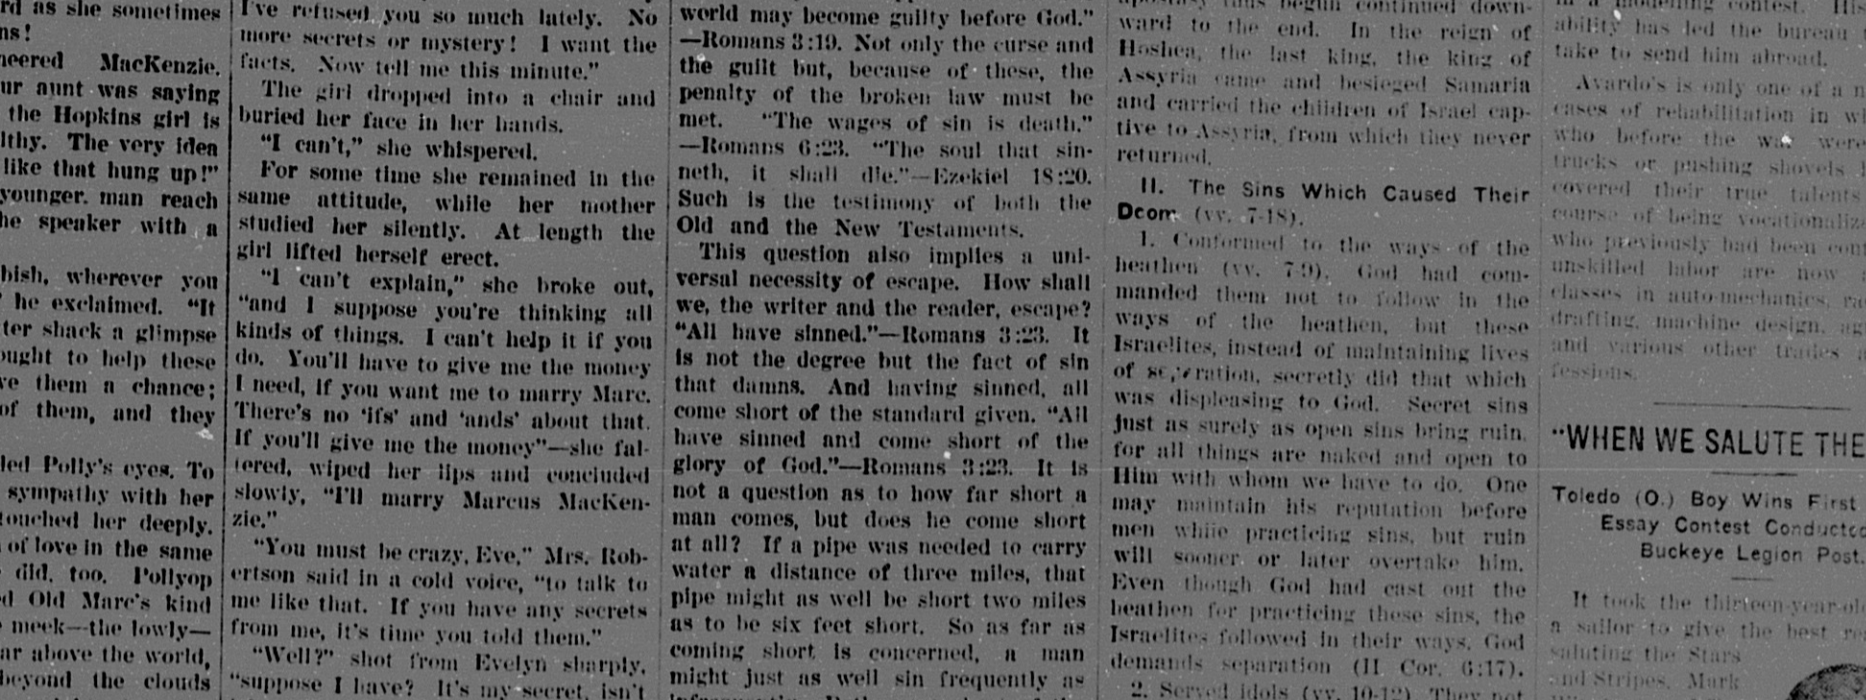 rd as she sometimes
ns!
neered MacKenzie.
ur aunt was saying
the Hopkins girl is
lthy. The very idea
like that hung up!"
younger. man reach
he speaker with a
bish, wherever you
he exclaimed. "It
ter shack a glimpse
ought to help these
ve them a chance;
of them, and they
led Polly's eyes. To
sympathy with her
touched her deeply.
of love in the same
did, too. Pollyop
d Old Marc's kind
meek—the lowly—
ar above the world,
beyond the clouds
I've refused you so much lately. No
more secrets or mystery! I want the
facts. Now tell me this minute."
The girl dropped into a chair and
buried her face in her hands.
"I can't," she whispered.
For some time she remained in the
same attitude, while her mother
studied her silently. At length the
girl lifted herself erect.
"I can't explain," she broke out,
"and I suppose you're thinking all
kinds of things. I can't help it if you
do. You'll have to give me the money
I need, if you want me to marry Marc.
There's no 'ifs' and 'ands' about that.
If you'll give me the money"—she fal-
tered, wiped her lips and concluded
slowly, "I'll marry Marcus MacKen-
zie."
"You must be crazy, Eve," Mrs. Rob-
ertson said in a cold voice, "to talk to
me like that. If you have any secrets
from me, it's time you told them."
"Well?" shot from Evelyn sharply,
"suppose I have? It's my secret, isn't
world may become guilty before God."
—Romans 3:19. Not only the curse and
the guilt but, because of these, the
penalty of the broken law must be
met. "The wages of sin is death."
—Romans 6:23. "The soul that sin-
neth, it shall die."—Ezekiel 18:20.
Such is the testimony of both the
Old and the New Testaments.
This question also implies a uni-
versal necessity of escape. How shall
we, the writer and the reader, escape?
"All have sinned."—Romans 3:23. It
is not the degree but the fact of sin
that damns. And having sinned, all
come short of the standard given. "All
have sinned and come short of the
glory of God."—Romans 3:23. It is
not a question as to how far short a
man comes, but does he come short
at all? If a pipe was needed to carry
water a distance of three miles, that
pipe might as well be short two miles
as to be six feet short. So as far as
coming short is concerned, a man
might just as well sin frequently as
apostasy thus begun continued down-
ward to the end. In the reign of
Hoshea, the last king, the king of
Assyria came and besieged Samaria
and carried the children of Israel cap-
tive to Assyria, from which they never
returned.
II. The Sins Which Caused Their
Doom (vv. 7-18).
1. Conformed to the ways of the
heathen (vv. 7-9). God had com-
manded them not to follow in the
ways of the heathen, but these
Israelites, instead of maintaining lives
of separation, secretly did that which
was displeasing to God. Secret sins
just as surely as open sins bring ruin,
for all things are naked and open to
Him with whom we have to do. One
may maintain his reputation before
men while practicing sins, but ruin
will sooner or later overtake him.
Even though God had cast out the
heathen for practicing these sins, the
Israelites followed in their ways. God
demands separation (II Cor. 6:17).
2. Served idols (vv. 10-12). They not
in a modeling contest. His
ability has led the bureau
take to send him abroad.
Avardo's is only one of a n
cases of rehabilitation in wh
who before the war were
trucks or pushing shovels
covered their true talents
course of being vocationaliz
who previously had been con
unskilled labor are now
classes in auto-mechanics, ra
drafting, machine design, ag
and various other trades
fessions.
"WHEN WE SALUTE THE
Toledo (O.) Boy Wins First
Essay Contest Conducted
Buckeye Legion Post.
It took the thirteen-year-old
a sailor to give the best re
saluting the Stars
and Stripes. Mark